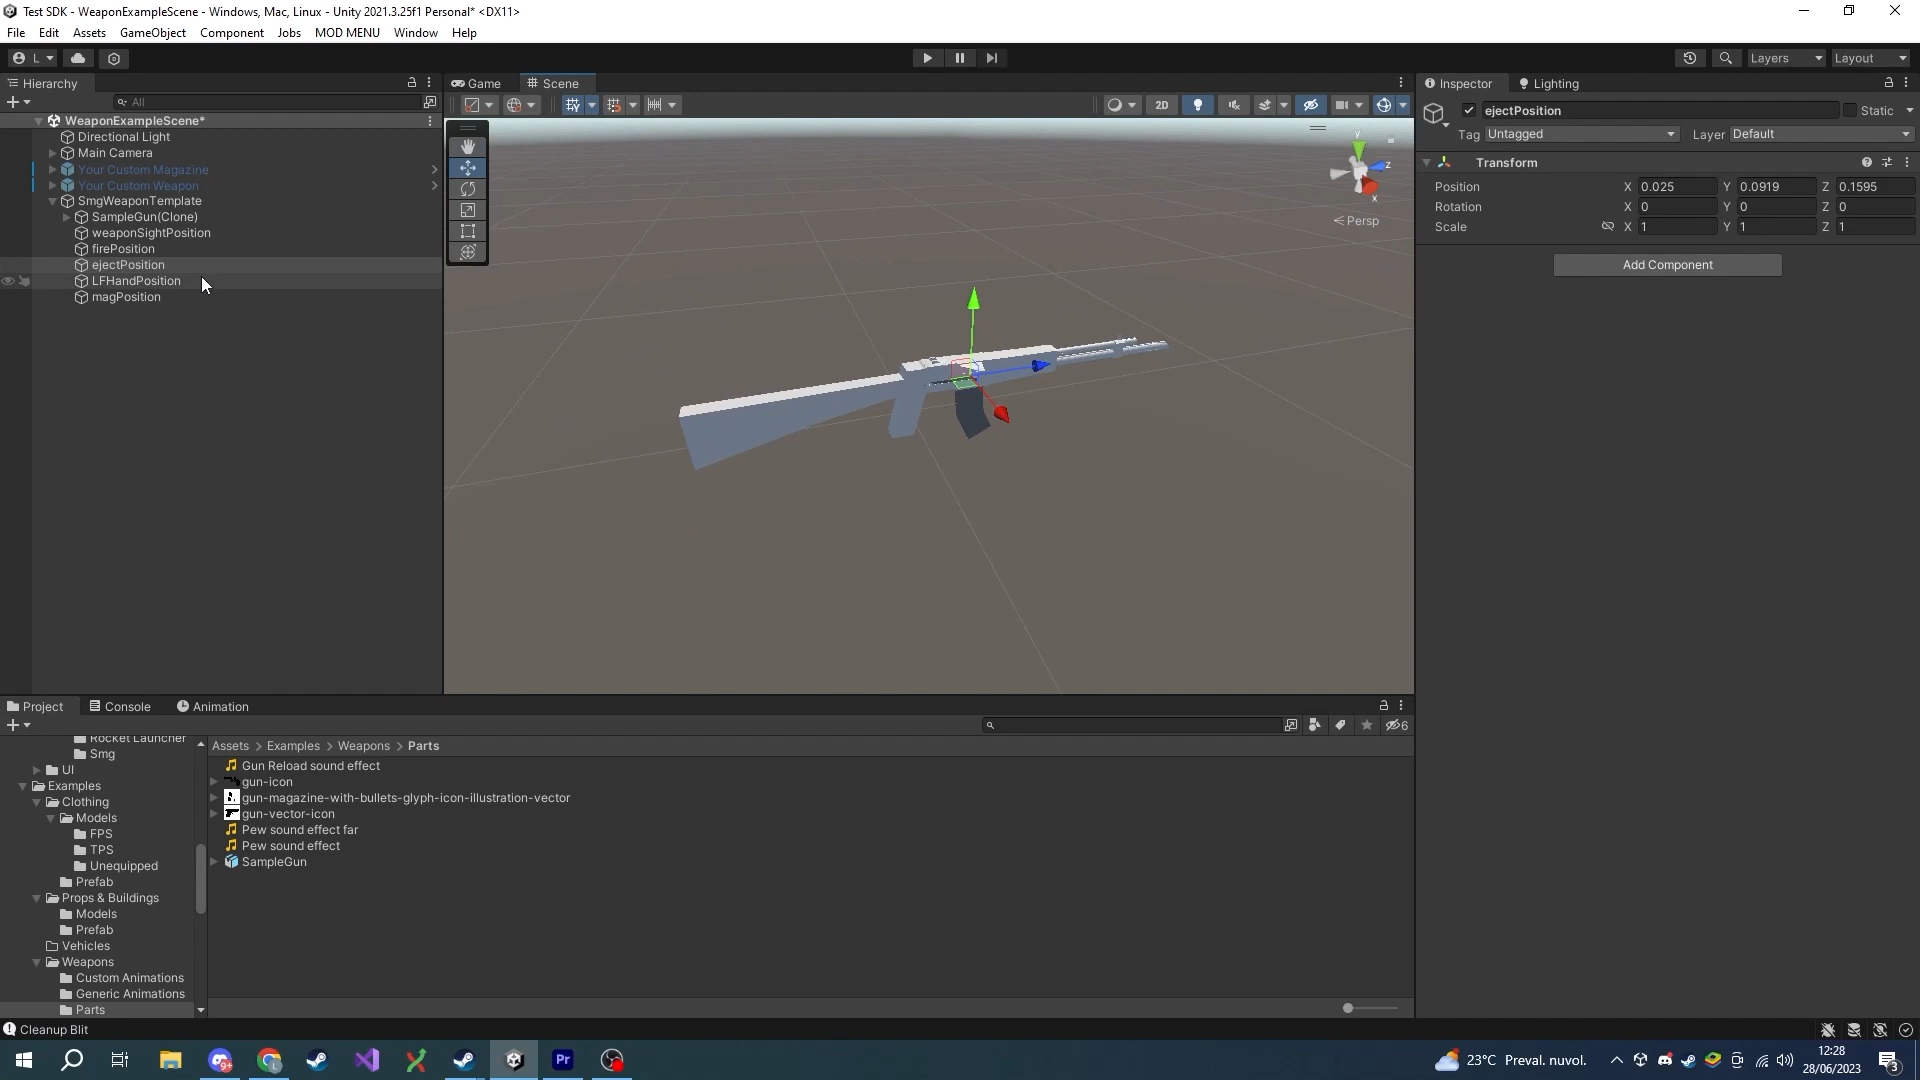 Test SDK - WeaponExampleScene - Windows, Mac, Linux - Unity 2021.3.25f1 Personal* <DX11>
File Edit Assets GameObject Component Jobs MOD MENU Window Help
L
Layers
Layout
Hierarchy
All
WeaponExampleScene*
Directional Light
Main Camera
Your Custom Magazine
Your Custom Weapon
SmgWeaponTemplate
SampleGun(Clone)
weaponSightPosition
firePosition
ejectPosition
LFHandPosition
magPosition
Game
Scene
2D
y
z
x
< Persp
Inspector
Lighting
ejectPosition
Static
Tag Untagged
Layer Default
Transform
Position X 0.025 Y 0.0919 Z 0.1595
Rotation X 0 Y 0 Z 0
Scale X 1 Y 1 Z 1
Add Component
Project
Console
Animation
6
Rocket Launcher
Smg
UI
Examples
Clothing
Models
FPS
TPS
Unequipped
Prefab
Props & Buildings
Models
Prefab
Vehicles
Weapons
Custom Animations
Generic Animations
Parts
Assets > Examples > Weapons > Parts
Gun Reload sound effect
gun-icon
gun-magazine-with-bullets-glyph-icon-illustration-vector
gun-vector-icon
Pew sound effect far
Pew sound effect
SampleGun
Cleanup Blit
9+
Pr
23°C Preval. nuvol.
12:28
28/06/2023
3